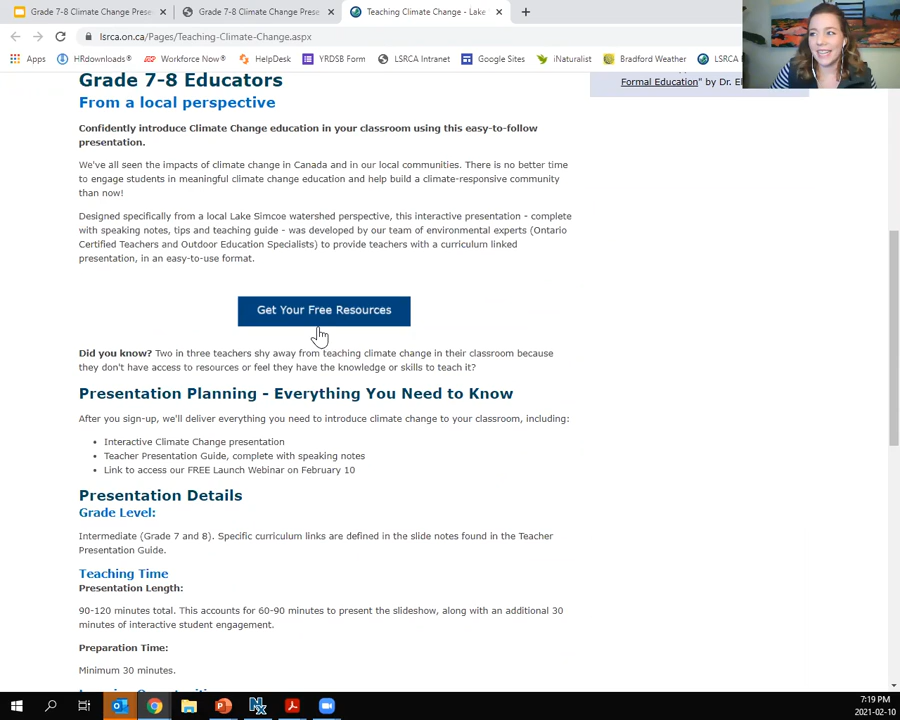 Grade 7-8 Climate Change Prese
Grade 7-8 Climate Change Prese
Teaching Climate Change - Lake
lsrca.on.ca/Pages/Teaching-Climate-Change.aspx
Apps
HRdownloads®
Workforce Now®
HelpDesk
YRDSB Form
LSRCA Intranet
Google Sites
iNaturalist
Bradford Weather
LSRCA
Grade 7-8 Educators
From a local perspective
Formal Education" by Dr. El
Confidently introduce Climate Change education in your classroom using this easy-to-follow
presentation.
We've all seen the impacts of climate change in Canada and in our local communities. There is no better time
to engage students in meaningful climate change education and help build a climate-responsive community
than now!
Designed specifically from a local Lake Simcoe watershed perspective, this interactive presentation - complete
with speaking notes, tips and teaching guide - was developed by our team of environmental experts (Ontario
Certified Teachers and Outdoor Education Specialists) to provide teachers with a curriculum linked
presentation, in an easy-to-use format.
Get Your Free Resources
Did you know? Two in three teachers shy away from teaching climate change in their classroom because
they don't have access to resources or feel they have the knowledge or skills to teach it?
Presentation Planning - Everything You Need to Know
After you sign-up, we'll deliver everything you need to introduce climate change to your classroom, including:
• Interactive Climate Change presentation
• Teacher Presentation Guide, complete with speaking notes
• Link to access our FREE Launch Webinar on February 10
Presentation Details
Grade Level:
Intermediate (Grade 7 and 8). Specific curriculum links are defined in the slide notes found in the Teacher
Presentation Guide.
Teaching Time
Presentation Length:
90-120 minutes total. This accounts for 60-90 minutes to present the slideshow, along with an additional 30
minutes of interactive student engagement.
Preparation Time:
Minimum 30 minutes.
7:19 PM
2021-02-10